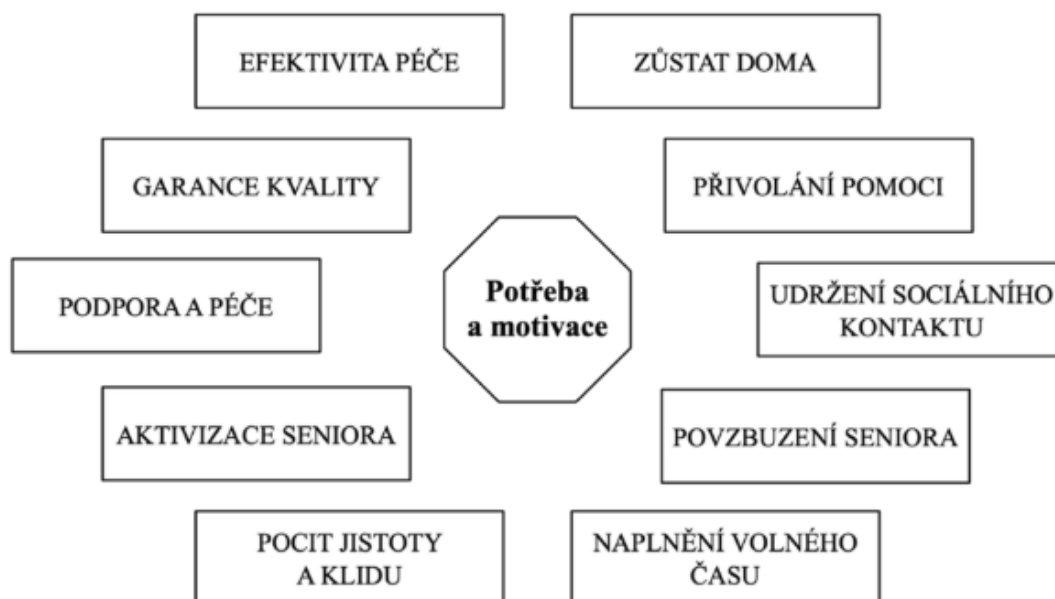 EFEKTIVITA PÉČE
ZŮSTAT DOMA
GARANCE KVALITY
PŘIVOLÁNÍ POMOCI
PODPORA A PÉČE
Potřeba
a motivace
UDRŽENÍ SOCIÁLNÍHO
KONTAKTU
AKTIVIZACE SENIORA
POVZBUZENÍ SENIORA
POCIT JISTOTY
A KLIDU
NAPLNĚNÍ VOLNÉHO
ČASU